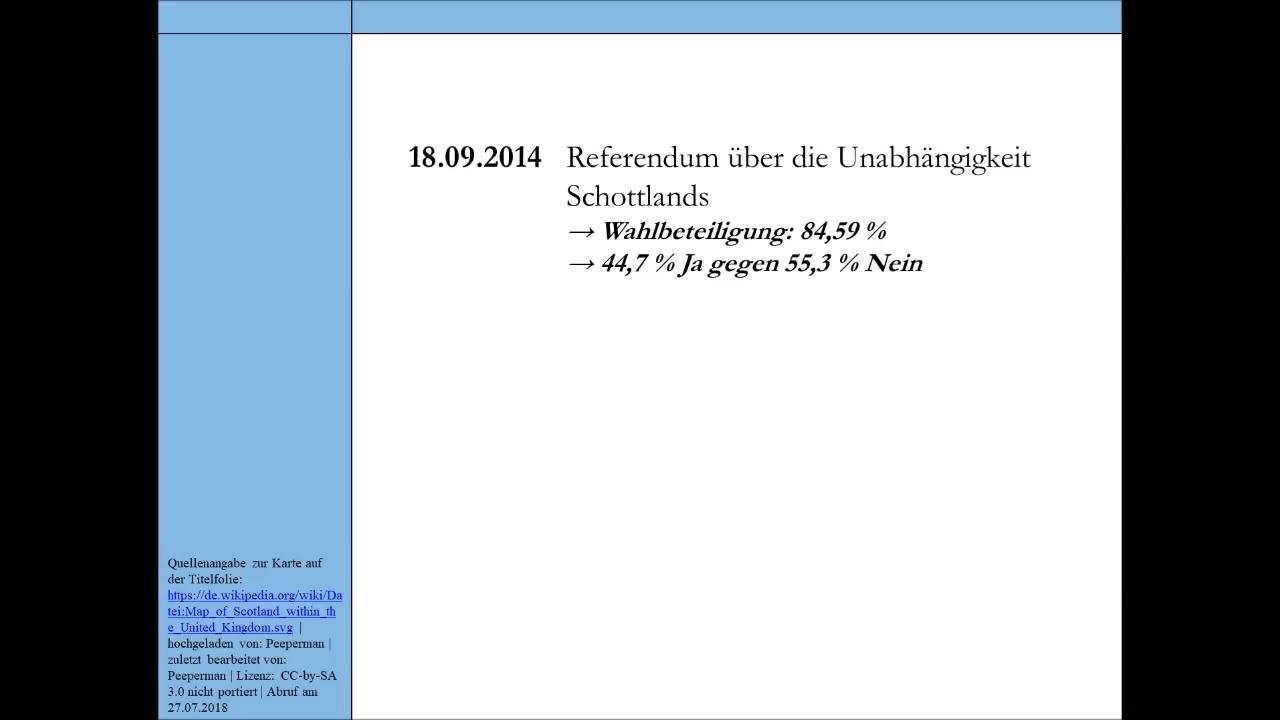 18.09.2014 Referendum über die Unabhängigkeit
Schottlands
→ Wahlbeteiligung: 84,59 %
→ 44,7 % Ja gegen 55,3 % Nein
Quellenangabe zur Karte auf
der Titelfolie:
https://de.wikipedia.org/wiki/Da
tei:Map_of_Scotland_within_th
e_United_Kingdom.svg |
hochgeladen von: Peeperman |
zuletzt bearbeitet von:
Peeperman | Lizenz: CC-by-SA
3.0 nicht portiert | Abruf am
27.07.2018